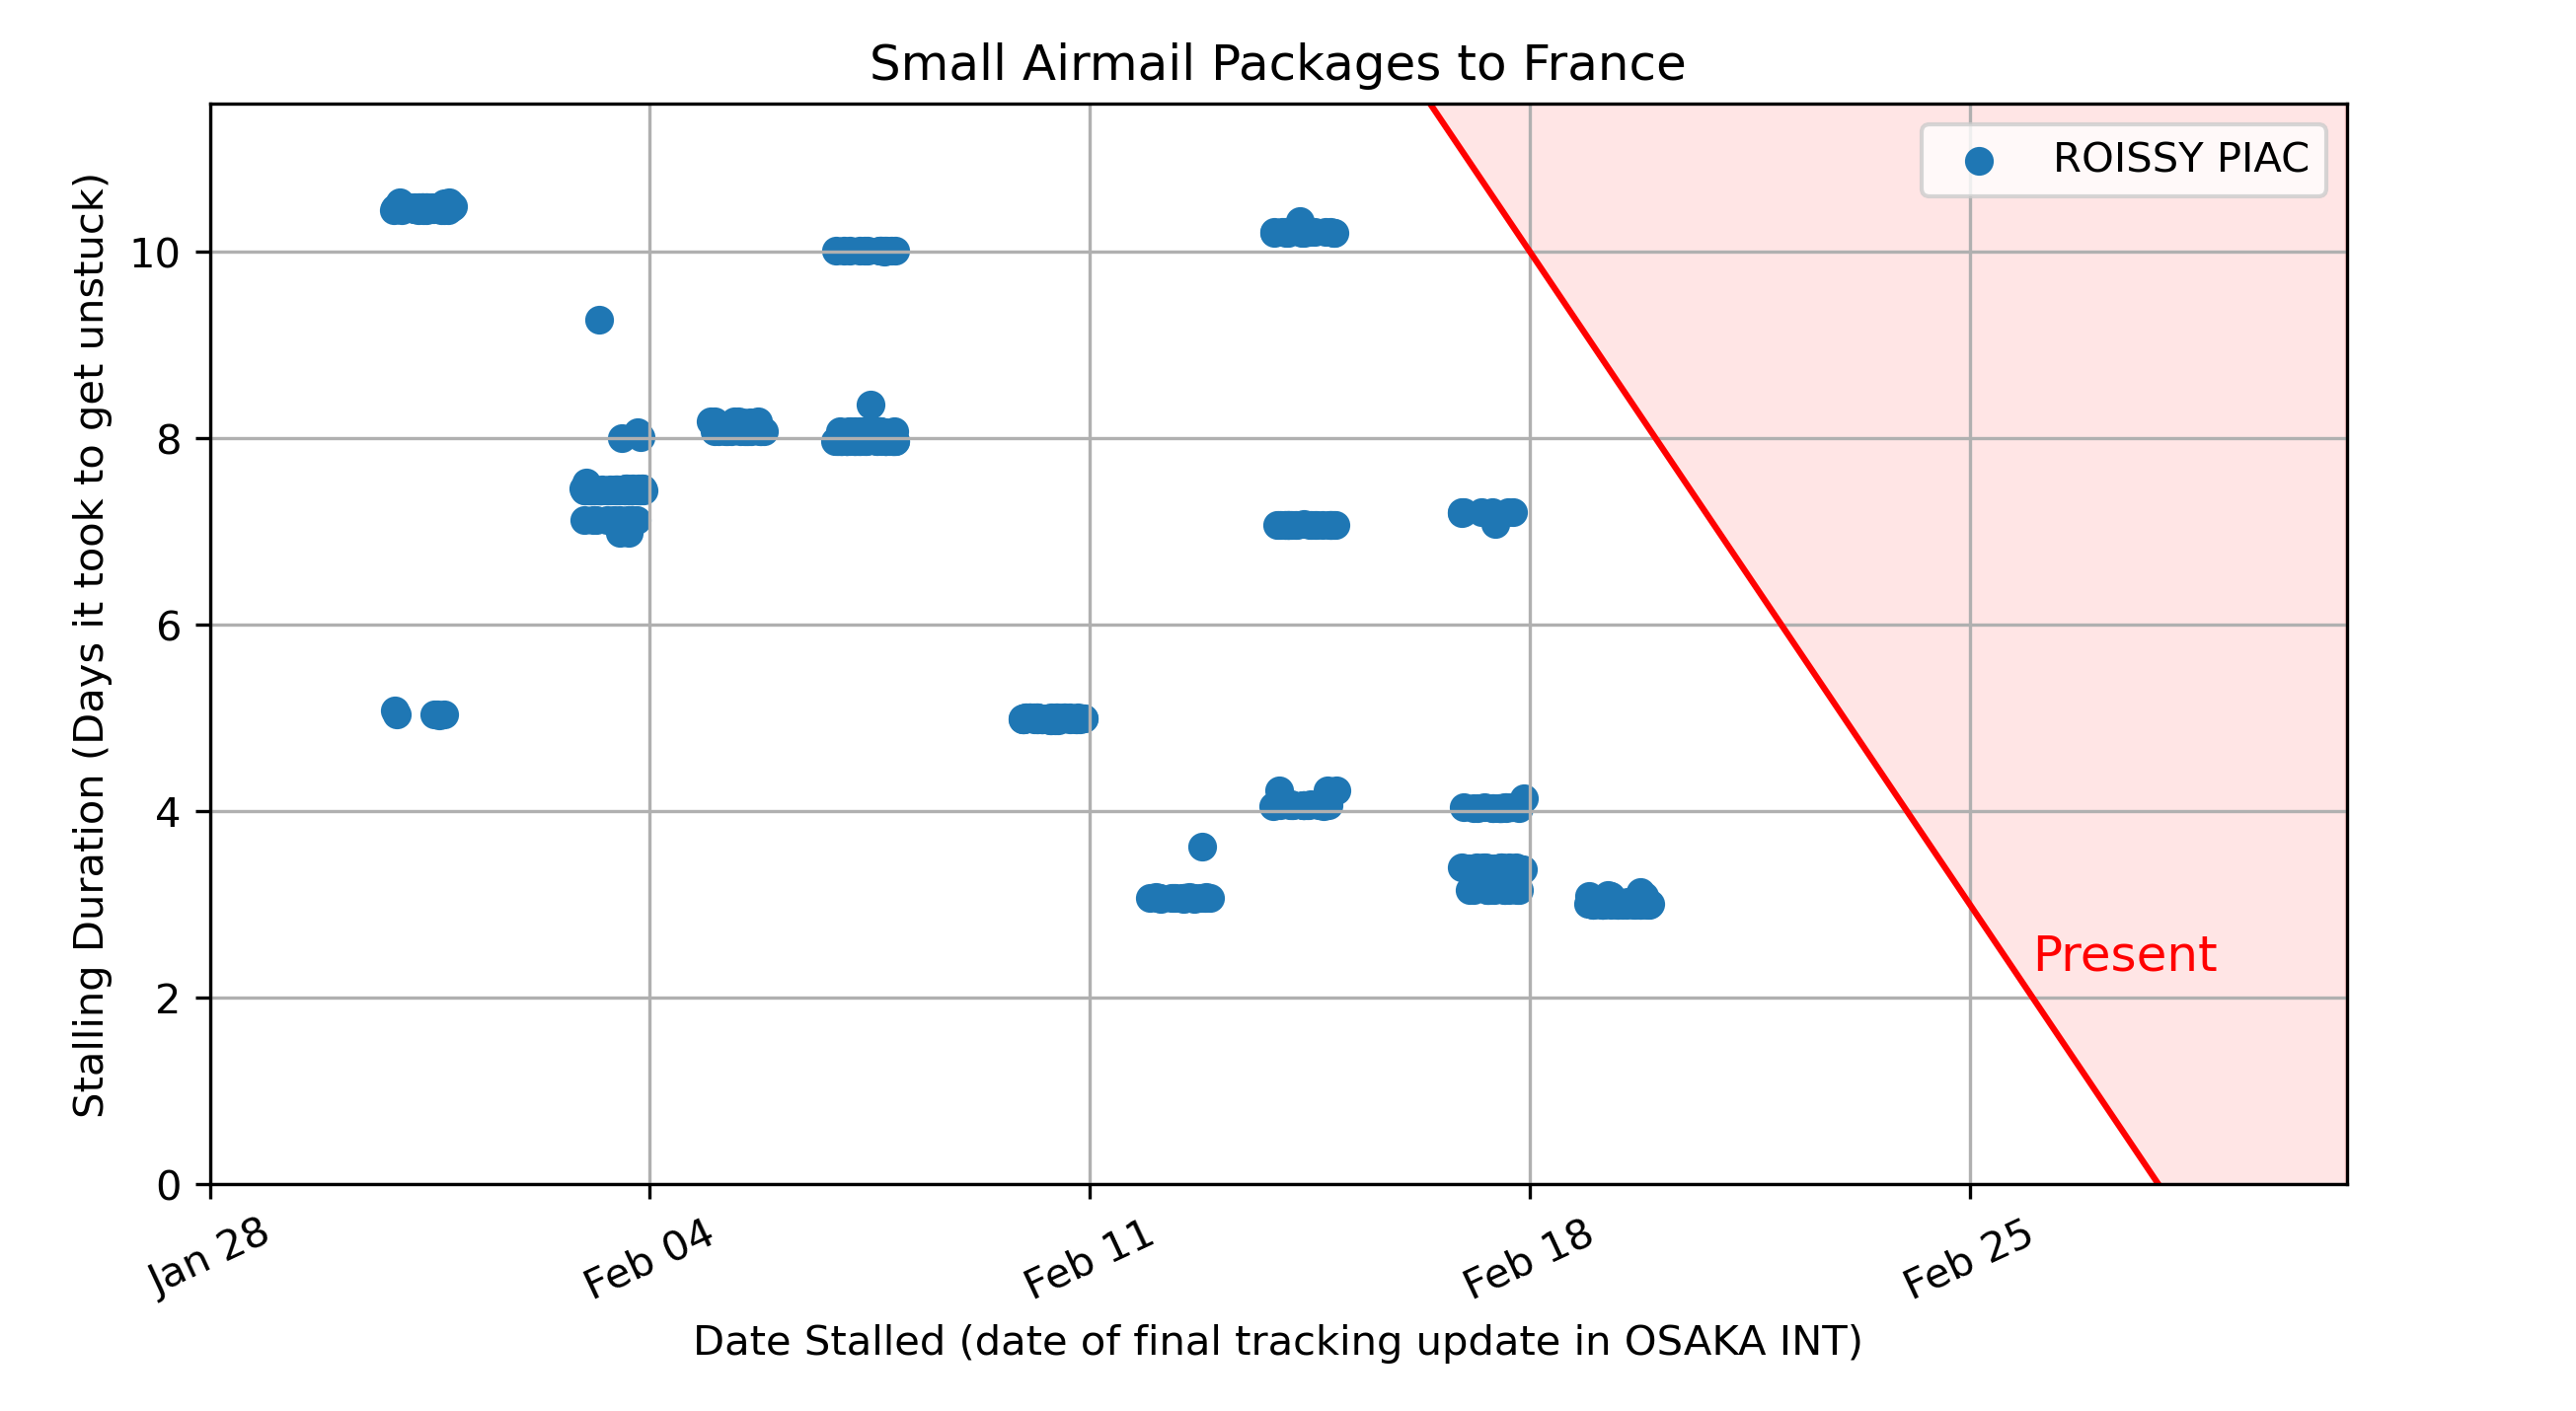 Small Airmail Packages to France
Stalling Duration (Days it took to get unstuck)
10
8
6
4
2
0
ROISSY PIAC
Present
Jan 28
Feb 04
Feb 11
Feb 18
Feb 25
Date Stalled (date of final tracking update in OSAKA INT)